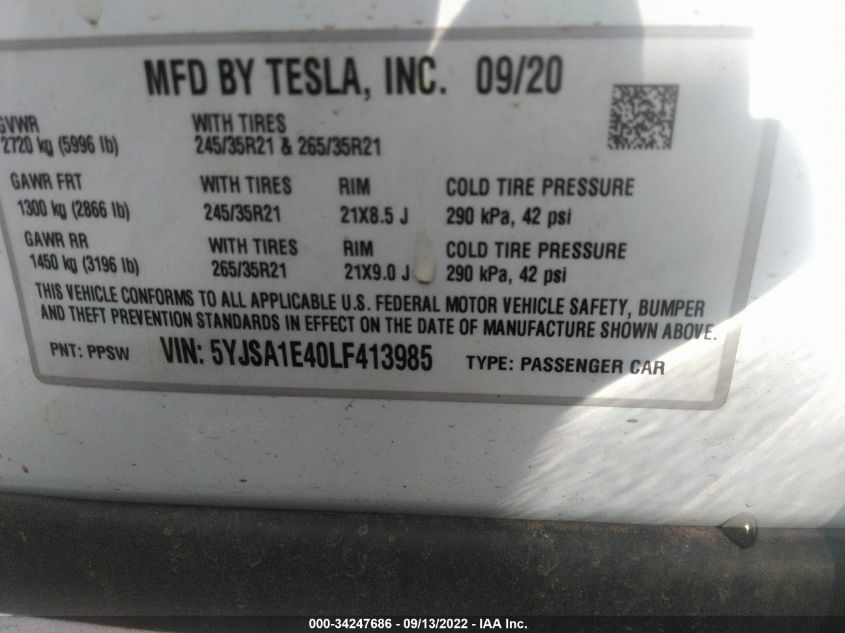 MFD BY TESLA, INC. 09/20
GVWR WITH TIRES
2720 kg (5996 lb) 245/35R21 & 265/35R21
GAWR FRT WITH TIRES RIM COLD TIRE PRESSURE
1300 kg (2866 lb) 245/35R21 21X8.5 J 290 kPa, 42 psi
GAWR RR WITH TIRES RIM COLD TIRE PRESSURE
1450 kg (3196 lb) 265/35R21 21X9.0 J 290 kPa, 42 psi
THIS VEHICLE CONFORMS TO ALL APPLICABLE U.S. FEDERAL MOTOR VEHICLE SAFETY, BUMPER
AND THEFT PREVENTION STANDARDS IN EFFECT ON THE DATE OF MANUFACTURE SHOWN ABOVE.
PNT: PPSW VIN: 5YJSA1E40LF413985 TYPE: PASSENGER CAR
000-34247686 - 09/13/2022 - IAA Inc.